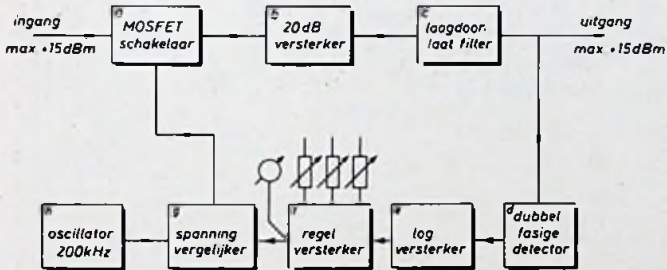 ingang
max. +15dBm
a
MOSFET
schakelaar
b
20dB
versterker
c
laagdoor.
laat filter
uitgang
max +15dBm
h
oscillator
200kHz
g
spanning
vergelijker
f
regel
versterker
e
log
versterker
d
dubbel
fasige
detector